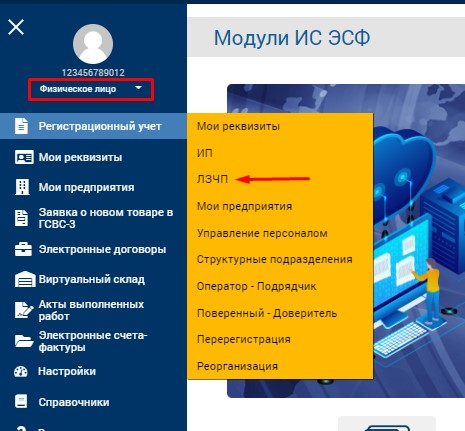 Модули ИС ЭСФ
123456789012
Физическое лицо
Регистрационный учет
Мои реквизиты
Мои предприятия
Заявка о новом товаре в
ГСВС-3
Электронные договоры
Виртуальный склад
Акты выполненных
работ
Электронные счета-
фактуры
Настройки
Справочники
Мои реквизиты
ИП
ЛЗЧП
Мои предприятия
Управление персоналом
Структурные подразделения
Оператор - Подрядчик
Поверенный - Доверитель
Перерегистрация
Реорганизация